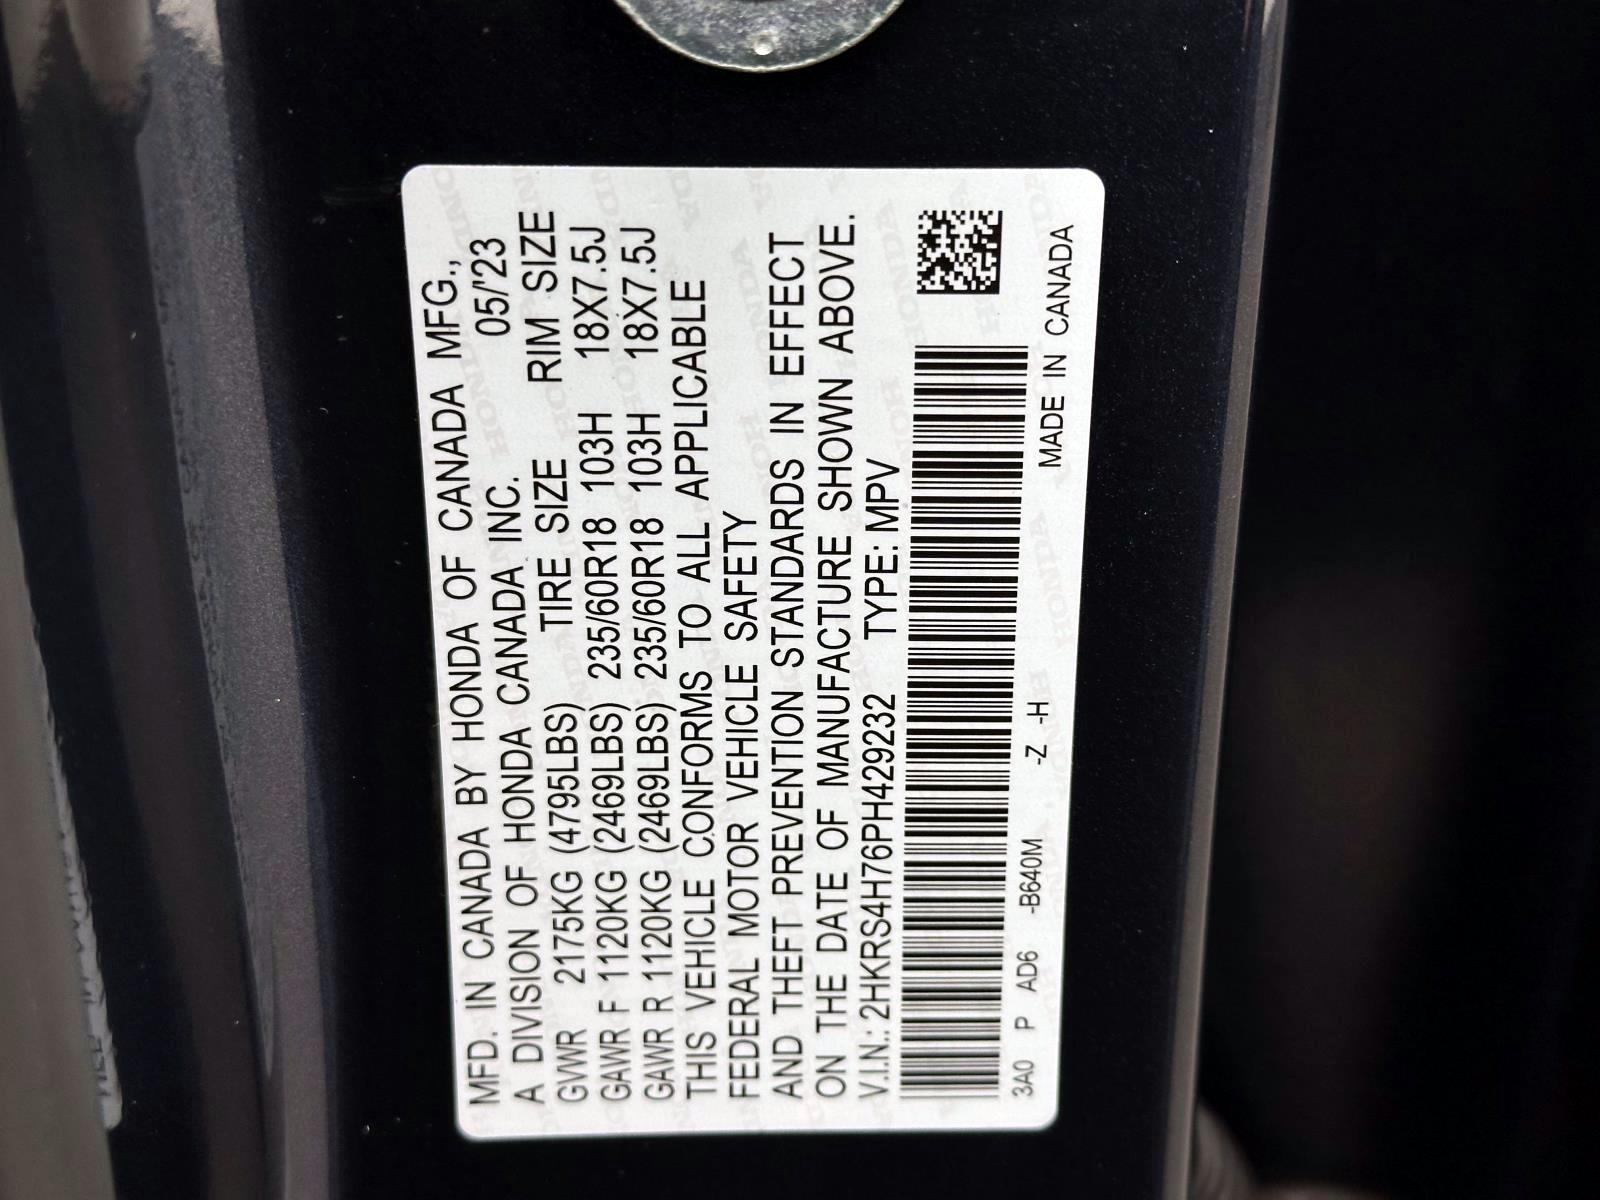 MFD. IN CANADA BY HONDA OF CANADA MFG.,
A DIVISION OF HONDA CANADA INC. 05/'23
TIRE SIZE RIM SIZE
GVWR 2175KG (4795LBS)
GAWR F 1120KG (2469LBS) 235/60R18 103H 18X7.5J
GAWR R 1120KG (2469LBS) 235/60R18 103H 18X7.5J
THIS VEHICLE CONFORMS TO ALL APPLICABLE
FEDERAL MOTOR VEHICLE SAFETY
AND THEFT PREVENTION STANDARDS IN EFFECT
ON THE DATE OF MANUFACTURE SHOWN ABOVE.
V.I.N.: 2HKRS4H76PH429232 TYPE: MPV
3A0 P AD6 -B640M -Z -H MADE IN CANADA